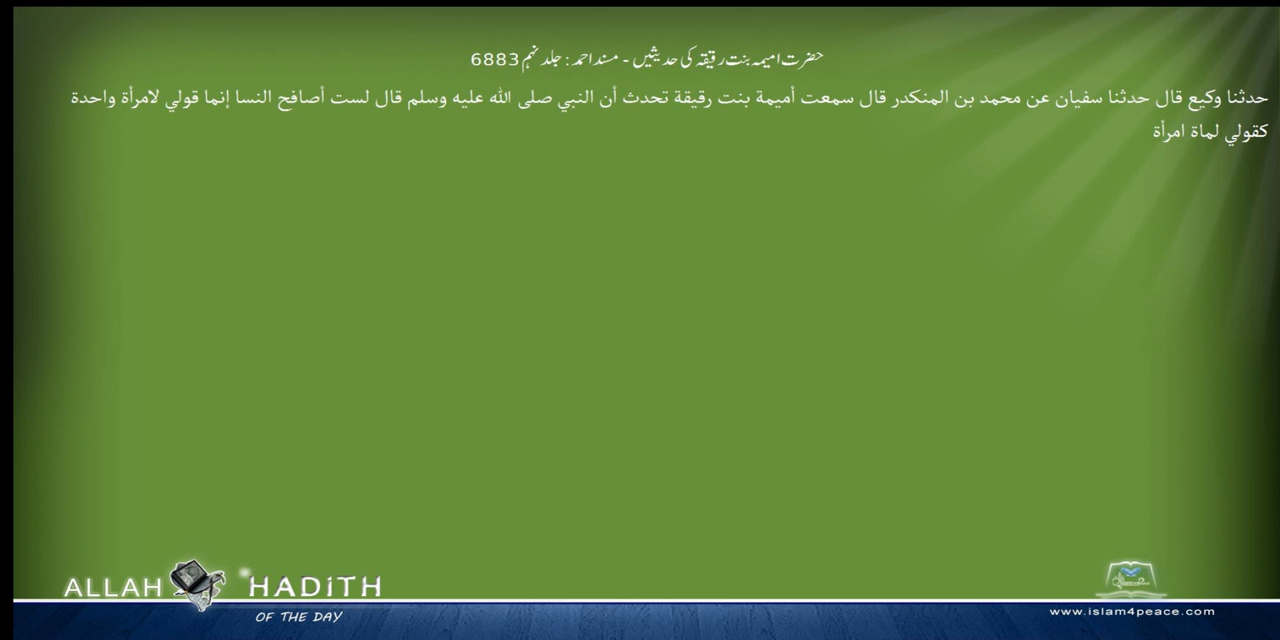 حضرت امیمہ بنت رقیقہ کی حدیثیں - مسند احمد : جلد نہم 6883
حدثنا وكيع قال حدثنا سفيان عن محمد بن المنكدر قال سمعت أميمة بنت رقيقة تحدث أن النبي صلى الله عليه وسلم قال لست أصافح النسا إنما قولي لامرأة واحدة
كقولي لماة امرأة
ALLAH HADITH
OF THE DAY
www.islam4peace.com